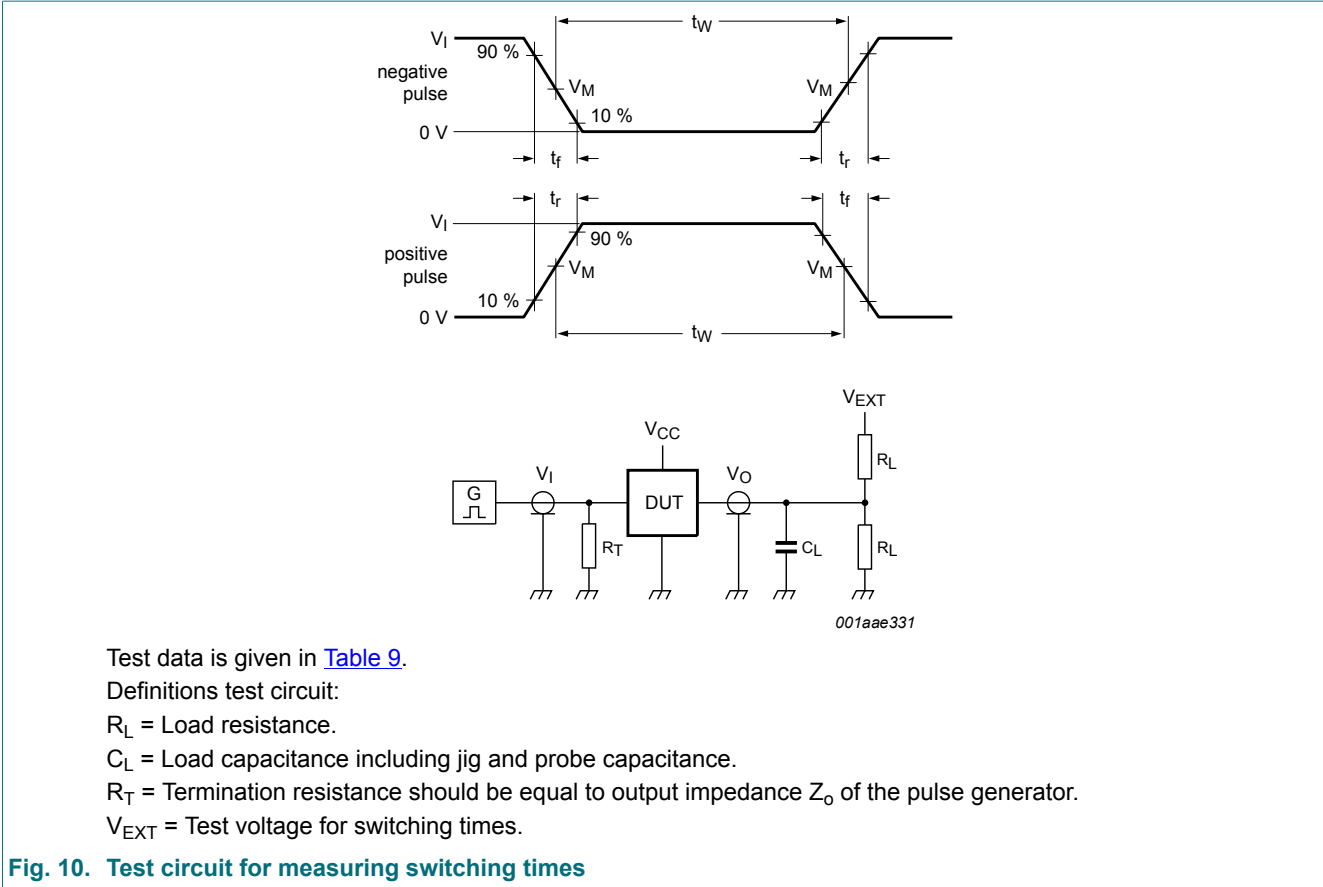 tW
VI
90 %
negative
pulse
VM
VM
10 %
0 V
tf
tr
tr
tf
VI
90 %
positive
pulse
VM
VM
10 %
0 V
tW
VEXT
VCC
RL
VI
VO
G
DUT
RT
CL
RL
001aae331
Test data is given in Table 9.
Definitions test circuit:
RL = Load resistance.
CL = Load capacitance including jig and probe capacitance.
RT = Termination resistance should be equal to output impedance Zo of the pulse generator.
VEXT = Test voltage for switching times.
Fig. 10. Test circuit for measuring switching times